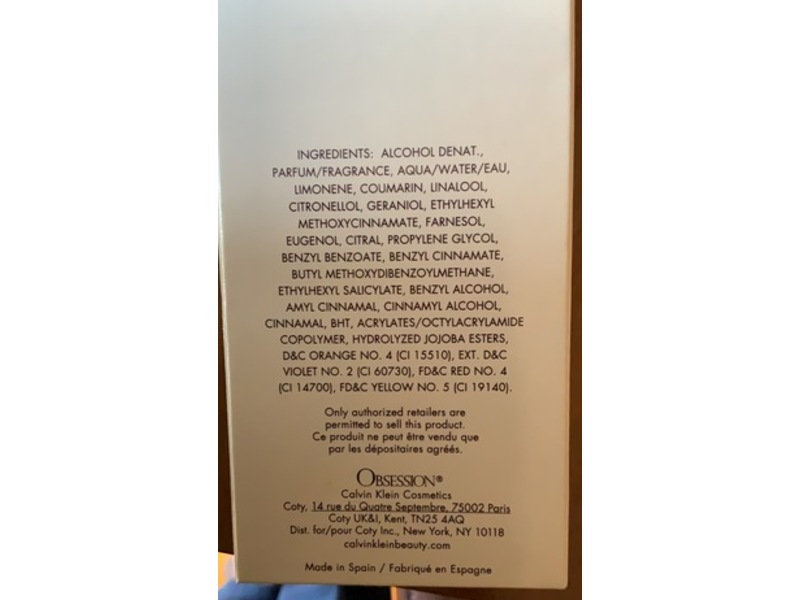 INGREDIENTS: ALCOHOL DENAT.,
PARFUM/FRAGRANCE, AQUA/WATER/EAU,
LIMONENE, COUMARIN, LINALOOL,
CITRONELLOL, GERANIOL, ETHYLHEXYL
METHOXYCINNAMATE, FARNESOL,
EUGENOL, CITRAL, PROPYLENE GLYCOL,
BENZYL BENZOATE, BENZYL CINNAMATE,
BUTYL METHOXYDIBENZOYLMETHANE,
ETHYLHEXYL SALICYLATE, BENZYL ALCOHOL,
AMYL CINNAMAL, CINNAMYL ALCOHOL,
CINNAMAL, BHT, ACRYLATES/OCTYLACRYLAMIDE
COPOLYMER, HYDROLYZED JOJOBA ESTERS,
D&C ORANGE NO. 4 (CI 15510), EXT. D&C
VIOLET NO. 2 (CI 60730), FD&C RED NO. 4
(CI 14700), FD&C YELLOW NO. 5 (CI 19140).
Only authorized retailers are
permitted to sell this product.
Ce produit ne peut être vendu que
par les dépositaires agréés.
OBSESSION®
Calvin Klein Cosmetics
Coty, 14 rue du Quatre Septembre, 75002 Paris
Coty UK&I, Kent, TN25 4AQ
Dist. for/pour Coty Inc., New York, NY 10118
calvinkleinbeauty.com
Made in Spain / Fabriqué en Espagne